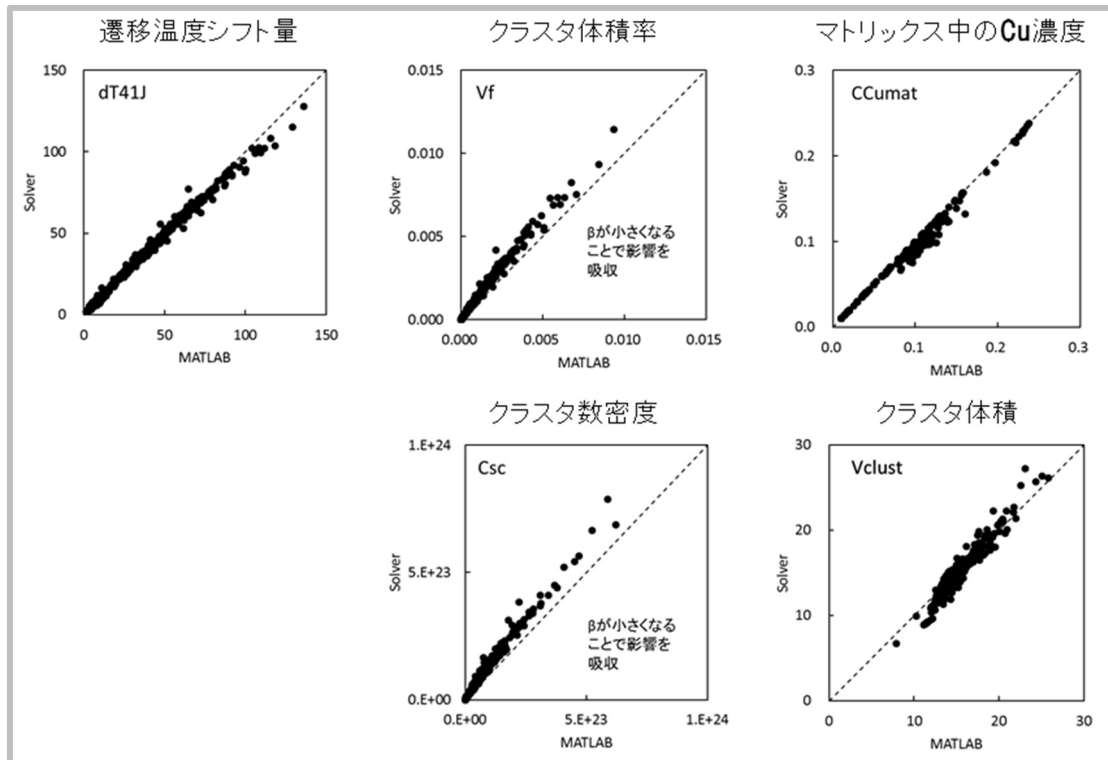 遷移温度シフト量
150
100
50
0
0
50
100
150
dT41J
Solver
MATLAB
クラスタ体積率
0.015
0.010
0.005
0.000
0.000
0.005
0.010
0.015
Vf
βが小さくなる
ことで影響を
吸収
Solver
MATLAB
マトリックス中のCu濃度
0.3
0.2
0.1
0.0
0.0
0.1
0.2
0.3
CCumat
Solver
MATLAB
クラスタ数密度
1.E+24
5.E+23
0.E+00
0.E+00
5.E+23
1.E+24
Csc
βが小さくなる
ことで影響を
吸収
Solver
MATLAB
クラスタ体積
30
20
10
0
0
10
20
30
Vclust
Solver
MATLAB